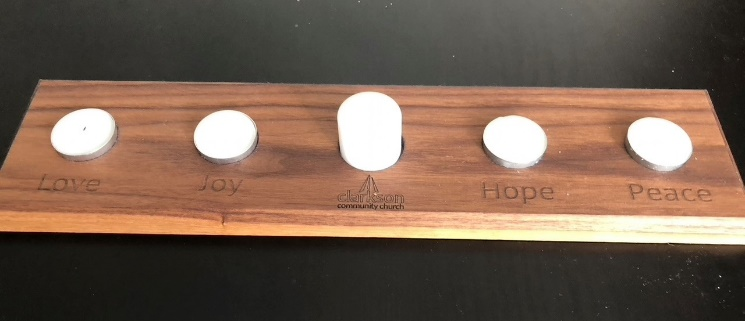 Love
Joy
clarkson
community church
Hope
Peace